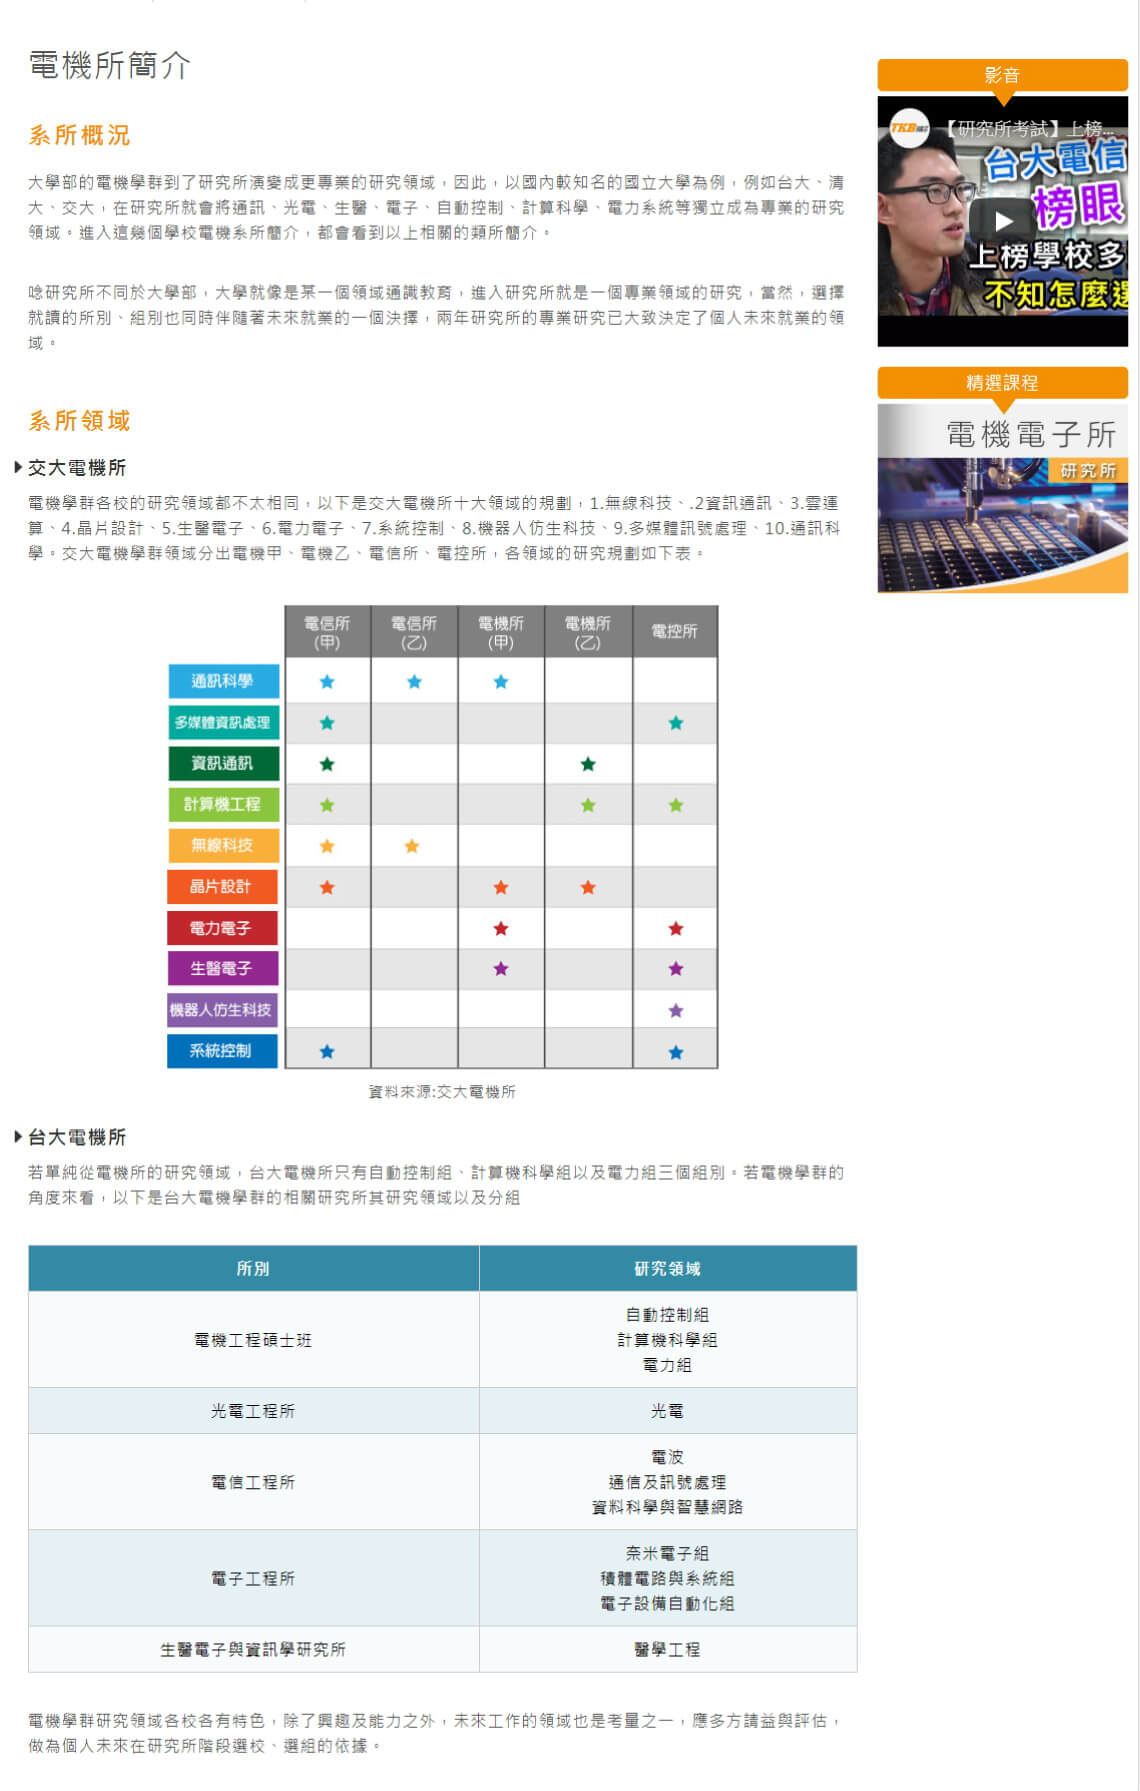 電機所簡介
系所概況
大學部的電機學群到了研究所演變成更專業的研究領域，因此，以國內較知名的國立大學為例，例如台大、清
大、交大，在研究所就會將通訊、光電、生醫、電子、自動控制、計算科學、電力系統等獨立成為專業的研究
領域。進入這幾個學校電機系所簡介，都會看到以上相關的類所簡介。
唸研究所不同於大學部，大學就像是某一個領域通識教育，進入研究所就是一個專業領域的研究，當然，選擇
就讀的所別、組別也同時伴隨著未來就業的一個決擇，兩年研究所的專業研究已大致決定了個人未來就業的領
域。
系所領域
交大電機所
電機學群各校的研究領域都不太相同，以下是交大電機所十大領域的規劃，1.無線科技、.2資訊通訊、3.雲運
算、4.晶片設計、5.生醫電子、6.電力電子、7.系統控制、8.機器人仿生科技、9.多媒體訊號處理、10.通訊科
學。交大電機學群領域分出電機甲、電機乙、電信所、電控所，各領域的研究規劃如下表。
電信所 電信所 電機所 電機所 電控所
(甲) (乙) (甲) (乙)
通訊科學
多媒體資訊處理
資訊通訊
計算機工程
無線科技
晶片設計
電力電子
生醫電子
機器人仿生科技
系統控制
資料來源:交大電機所
台大電機所
若單純從電機所的研究領域，台大電機所只有自動控制組、計算機科學組以及電力組三個組別。若電機學群的
角度來看，以下是台大電機學群的相關研究所其研究領域以及分組
所別 研究領域
電機工程碩士班
自動控制組
計算機科學組
電力組
光電工程所 光電
電信工程所
電波
通信及訊號處理
資料科學與智慧網路
電子工程所
奈米電子組
積體電路與系統組
電子設備自動化組
生醫電子與資訊學研究所 醫學工程
電機學群研究領域各校各有特色，除了興趣及能力之外，未來工作的領域也是考量之一，應多方請益與評估，
做為個人未來在研究所階段選校、選組的依據。
影音
TKB
【研究所考試】上榜...
台大電信
榜眼
上榜學校多
不知怎麼選
精選課程
電機電子所
研究所